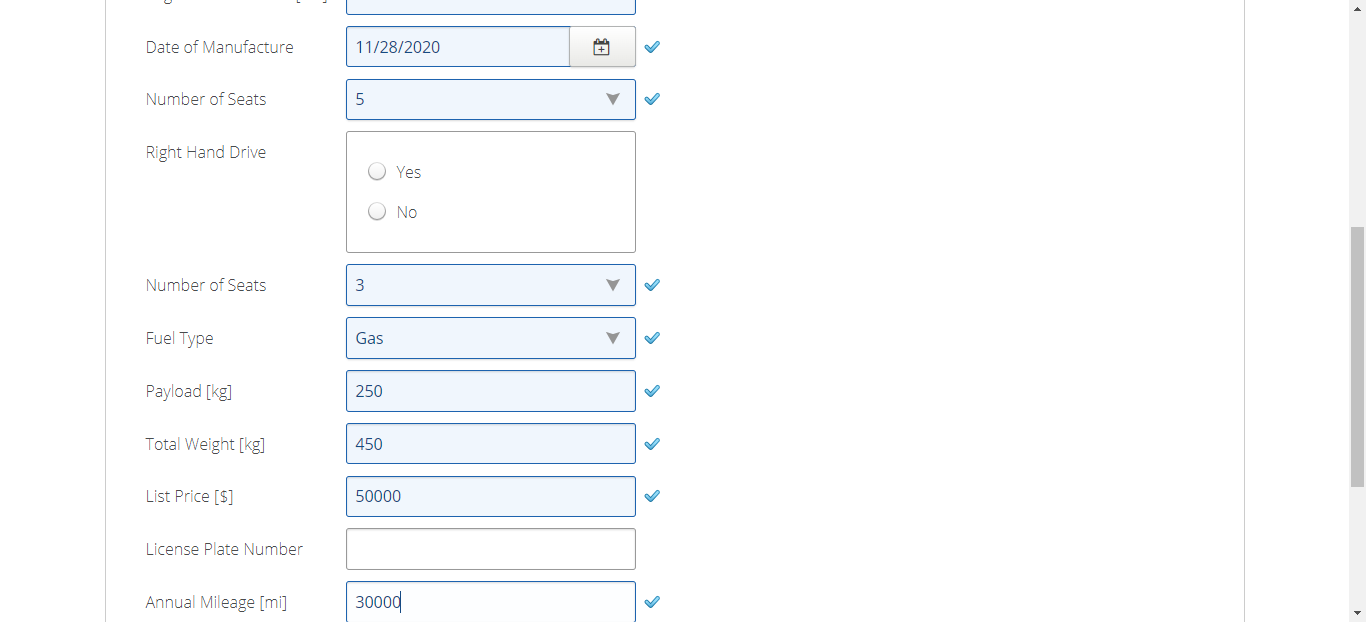 Date of Manufacture 11/28/2020
Number of Seats 5
Right Hand Drive
Yes
No
Number of Seats 3
Fuel Type Gas
Payload [kg] 250
Total Weight [kg] 450
List Price [$] 50000
License Plate Number
Annual Mileage [mi] 30000